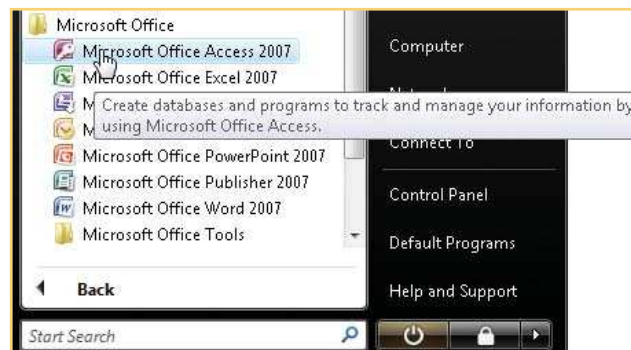 Microsoft Office
Microsoft Office Access 2007
Computer
Microsoft Office Excel 2007
Create databases and programs to track and manage your information by
using Microsoft Office Access.
Connect To
Microsoft Office PowerPoint 2007
Microsoft Office Publisher 2007
Control Panel
Microsoft Office Word 2007
Microsoft Office Tools
Default Programs
Back
Help and Support
Start Search